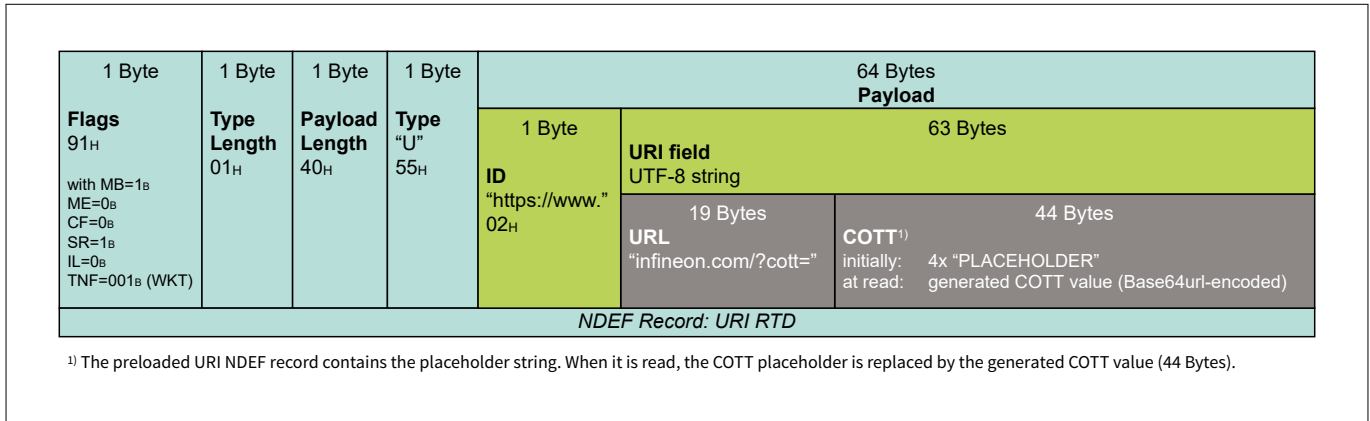 1 Byte
Flags
91H
with MB=1B
ME=0B
CF=0B
SR=1B
IL=0B
TNF=001B (WKT)
1 Byte
Type
Length
01H
1 Byte
Payload
Length
40H
1 Byte
Type
“U”
55H
64 Bytes
Payload
1 Byte
ID
“https://www.”
02H
63 Bytes
URI field
UTF-8 string
19 Bytes
URL
“infineon.com/?cott=”
44 Bytes
COTT1)
initially: 4x “PLACEHOLDER”
at read: generated COTT value (Base64url-encoded)
NDEF Record: URI RTD
1) The preloaded URI NDEF record contains the placeholder string. When it is read, the COTT placeholder is replaced by the generated COTT value (44 Bytes).